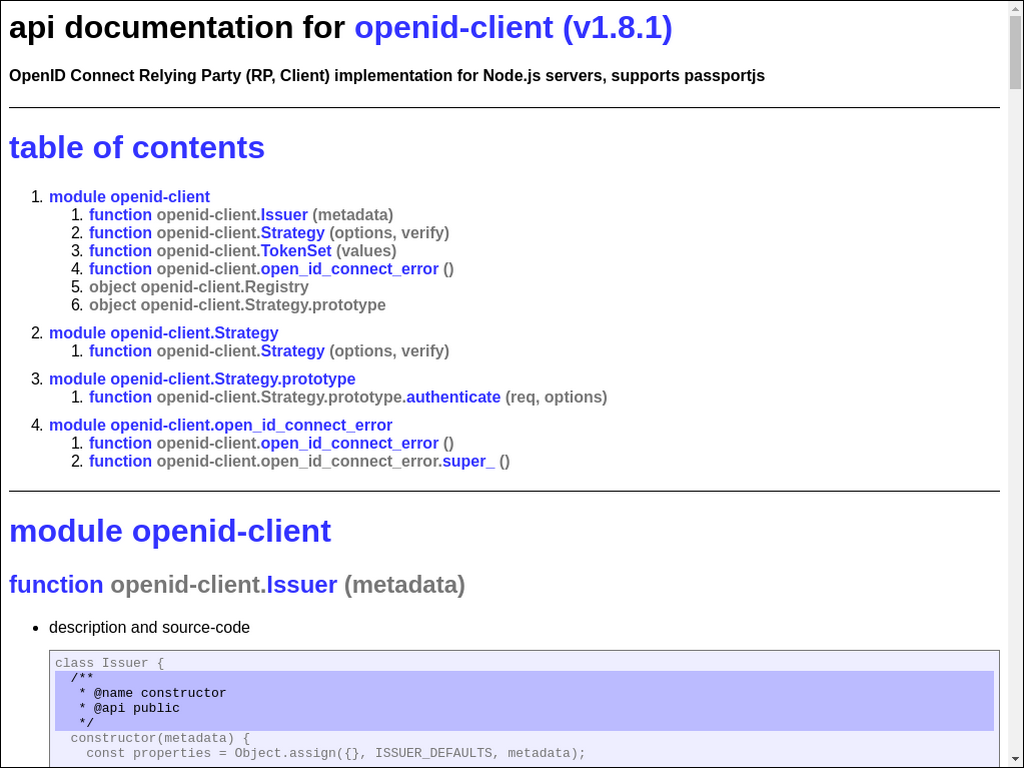 api documentation for openid-client (v1.8.1)
OpenID Connect Relying Party (RP, Client) implementation for Node.js servers, supports passportjs
table of contents
1. module openid-client
1. function openid-client.Issuer (metadata)
2. function openid-client.Strategy (options, verify)
3. function openid-client.TokenSet (values)
4. function openid-client.open_id_connect_error ()
5. object openid-client.Registry
6. object openid-client.Strategy.prototype
2. module openid-client.Strategy
1. function openid-client.Strategy (options, verify)
3. module openid-client.Strategy.prototype
1. function openid-client.Strategy.prototype.authenticate (req, options)
4. module openid-client.open_id_connect_error
1. function openid-client.open_id_connect_error ()
2. function openid-client.open_id_connect_error.super_ ()
module openid-client
function openid-client.Issuer (metadata)
• description and source-code
class Issuer {
  /**
   * @name constructor
   * @api public
   */
  constructor(metadata) {
    const properties = Object.assign({}, ISSUER_DEFAULTS, metadata);